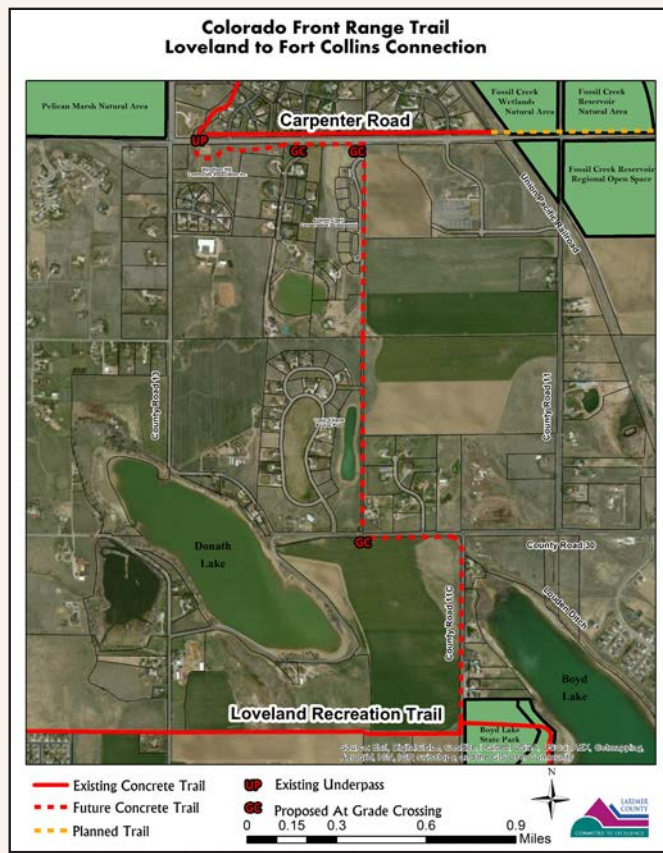 Colorado Front Range Trail
Loveland to Fort Collins Connection
Pelican Marsh Natural Area
Fossil Creek
Wetlands
Natural Area
Fossil Creek
Reservoir
Natural Area
Carpenter Road
UP
GC
GC
Fossil Creek Reservoir
Regional Open Space
Union Pacific Railroad
County Road 13
County Road 11
Donath
Lake
GC
County Road 30
County Road 11C
Louden Ditch
Boyd
Lake
Loveland Recreation Trail
Boyd Lake
State Park
Existing Concrete Trail
Future Concrete Trail
Planned Trail
UP Existing Underpass
GC Proposed At Grade Crossing
0 0.15 0.3 0.6 0.9
Miles
N
LARIMER
COUNTY
COMMITTED TO EXCELLENCE